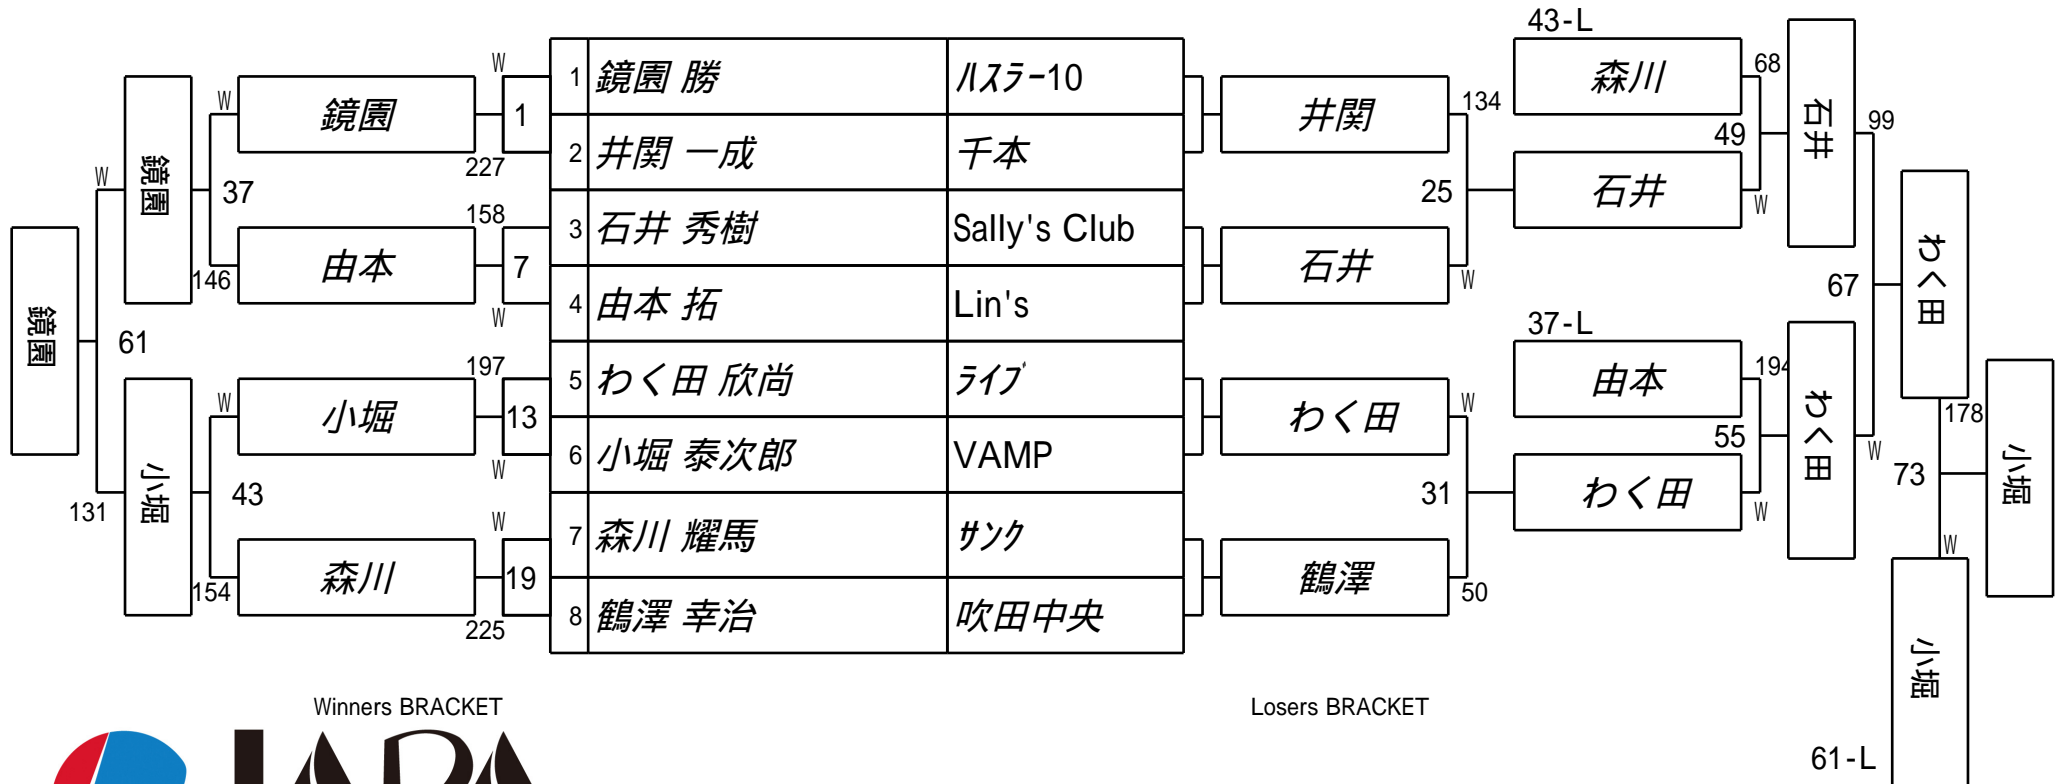 43-L
W
1 鏡園 勝 ハスラー10
鏡園
W
1
井関
134
森川
68
石井
99
2 井関 一成 千本
227
49
W
鏡園
37
25
石井
W
158
3 石井 秀樹 Sally's Club
由本
7
146
W
石井
W
わく田
67
4 由本 拓 Lin's
鏡園
61
37-L
197
5 わく田 欣尚 ライブ
小堀
W
13
W
わく田
W
由本
194
わく田
W
178
55
6 小堀 泰次郎 VAMP
小堀
43
131
31
わく田
W
73
小堀
W
7 森川 耀馬 サンク
森川
W
19
154
225
鶴澤
50
W
8 鶴澤 幸治 吹田中央
小堀
Winners BRACKET
Losers BRACKET
61-L